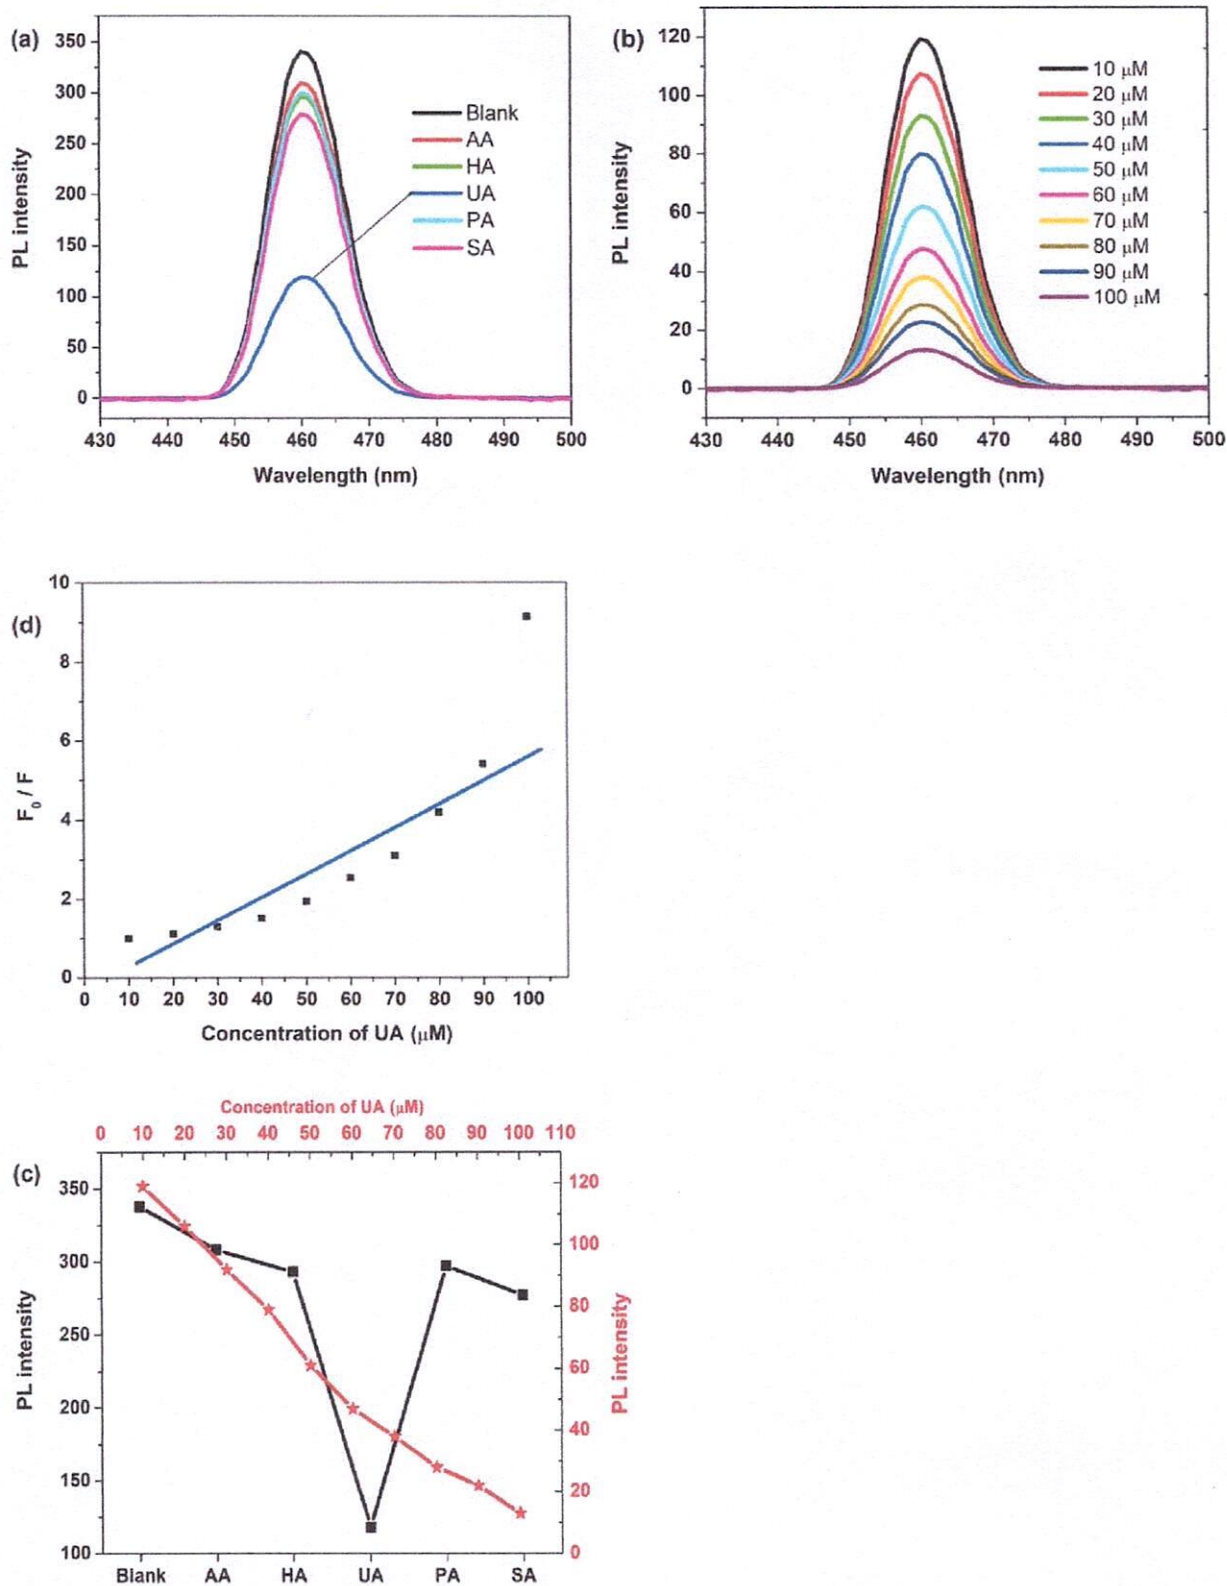 (a)
350
300
250
200
150
100
50
0
PL intensity
Blank
AA
HA
UA
PA
SA
430 440 450 460 470 480 490 500
Wavelength (nm)
(b)
120
100
80
60
40
20
0
PL intensity
10 μM
20 μM
30 μM
40 μM
50 μM
60 μM
70 μM
80 μM
90 μM
100 μM
430 440 450 460 470 480 490 500
Wavelength (nm)
(d)
10
8
6
4
2
0
F0 / F
0 10 20 30 40 50 60 70 80 90 100
Concentration of UA (μM)
Concentration of UA (μM)
0 10 20 30 40 50 60 70 80 90 100 110
(c)
350
300
250
200
150
100
PL intensity
120
100
80
60
40
20
0
PL intensity
Blank AA HA UA PA SA